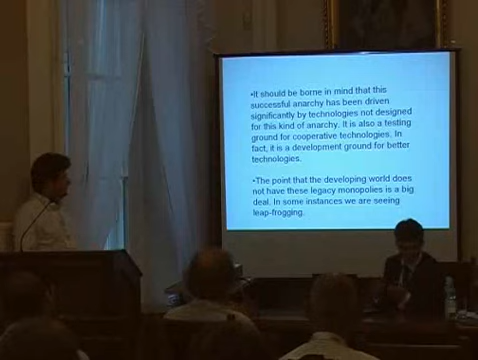 •It should be borne in mind that this
successful anarchy has been driven
significantly by technologies not designed
for this kind of anarchy. It is also a testing
ground for cooperative technologies. In
fact, it is a development ground for better
technologies.
•The point that the developing world does
not have these legacy monopolies is a big
deal. In some instances we are seeing
leap-frogging.